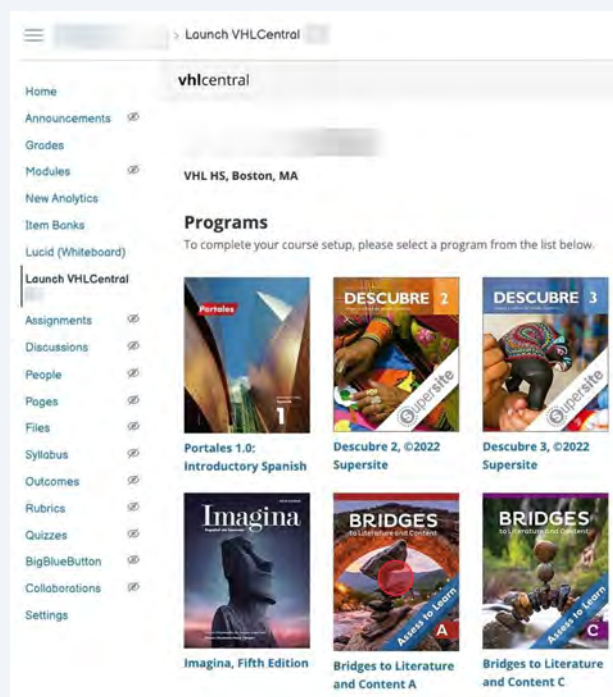 > Launch VHLCentral
Home
Announcements
Grades
Modules
New Analytics
Item Banks
Lucid (Whiteboard)
Launch VHLCentral
Assignments
Discussions
People
Pages
Files
Syllabus
Outcomes
Rubrics
Quizzes
BigBlueButton
Collaborations
Settings
vhlcentral
VHL HS, Boston, MA
Programs
To complete your course setup, please select a program from the list below.
Portales
1
DESCUBRE 2
Supersite
DESCUBRE 3
Supersite
Portales 1.0:
Introductory Spanish
Descubre 2, ©2022
Supersite
Descubre 3, ©2022
Supersite
Imagina
BRIDGES
to Literature and Content
Assess to Learn
A
BRIDGES
to Literature and Content
Assess to Learn
C
Imagina, Fifth Edition
Bridges to Literature
and Content A
Bridges to Literature
and Content C